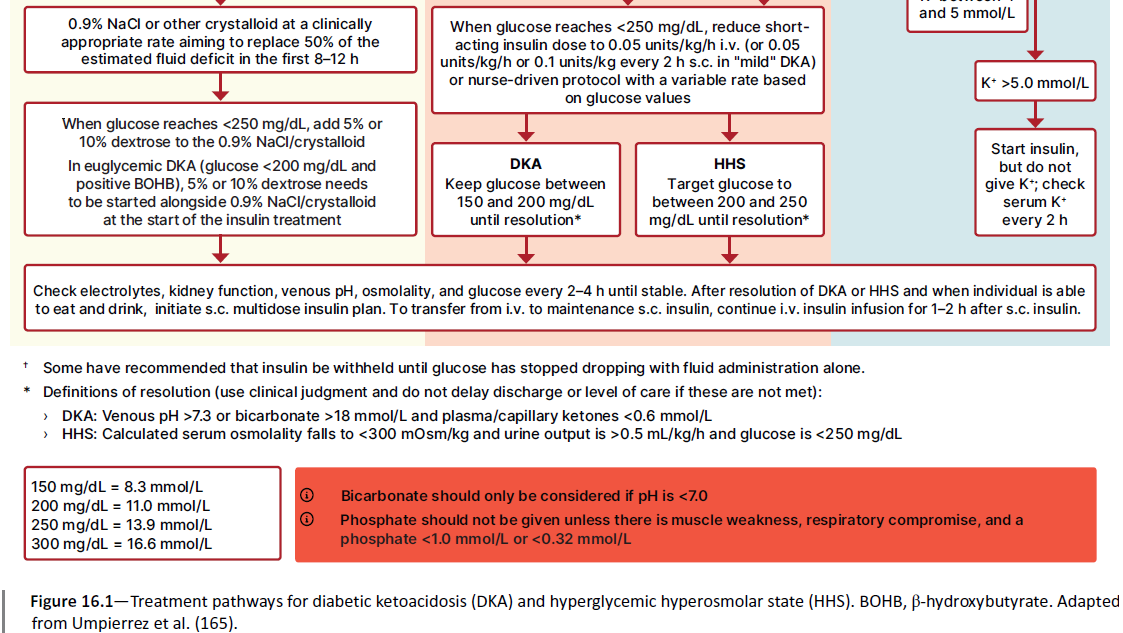 0.9% NaCl or other crystalloid at a clinically
appropriate rate aiming to replace 50% of the
estimated fluid deficit in the first 8–12 h
When glucose reaches <250 mg/dL, add 5% or
10% dextrose to the 0.9% NaCl/crystalloid
In euglycemic DKA (glucose <200 mg/dL and
positive BOHB), 5% or 10% dextrose needs
to be started alongside 0.9% NaCl/crystalloid
at the start of the insulin treatment
When glucose reaches <250 mg/dL, reduce short-
acting insulin dose to 0.05 units/kg/h i.v. (or 0.05
units/kg/h or 0.1 units/kg every 2 h s.c. in "mild" DKA)
or nurse-driven protocol with a variable rate based
on glucose values
DKA
Keep glucose between
150 and 200 mg/dL
until resolution*
HHS
Target glucose to
between 200 and 250
mg/dL until resolution*
and 5 mmol/L
K⁺ >5.0 mmol/L
Start insulin,
but do not
give K⁺; check
serum K⁺
every 2 h
Check electrolytes, kidney function, venous pH, osmolality, and glucose every 2–4 h until stable. After resolution of DKA or HHS and when individual is able
to eat and drink, initiate s.c. multidose insulin plan. To transfer from i.v. to maintenance s.c. insulin, continue i.v. insulin infusion for 1–2 h after s.c. insulin.
† Some have recommended that insulin be withheld until glucose has stopped dropping with fluid administration alone.
* Definitions of resolution (use clinical judgment and do not delay discharge or level of care if these are not met):
› DKA: Venous pH >7.3 or bicarbonate >18 mmol/L and plasma/capillary ketones <0.6 mmol/L
› HHS: Calculated serum osmolality falls to <300 mOsm/kg and urine output is >0.5 mL/kg/h and glucose is <250 mg/dL
150 mg/dL = 8.3 mmol/L
200 mg/dL = 11.0 mmol/L
250 mg/dL = 13.9 mmol/L
300 mg/dL = 16.6 mmol/L
Bicarbonate should only be considered if pH is <7.0
Phosphate should not be given unless there is muscle weakness, respiratory compromise, and a
phosphate <1.0 mmol/L or <0.32 mmol/L
Figure 16.1—Treatment pathways for diabetic ketoacidosis (DKA) and hyperglycemic hyperosmolar state (HHS). BOHB, β-hydroxybutyrate. Adapted
from Umpierrez et al. (165).